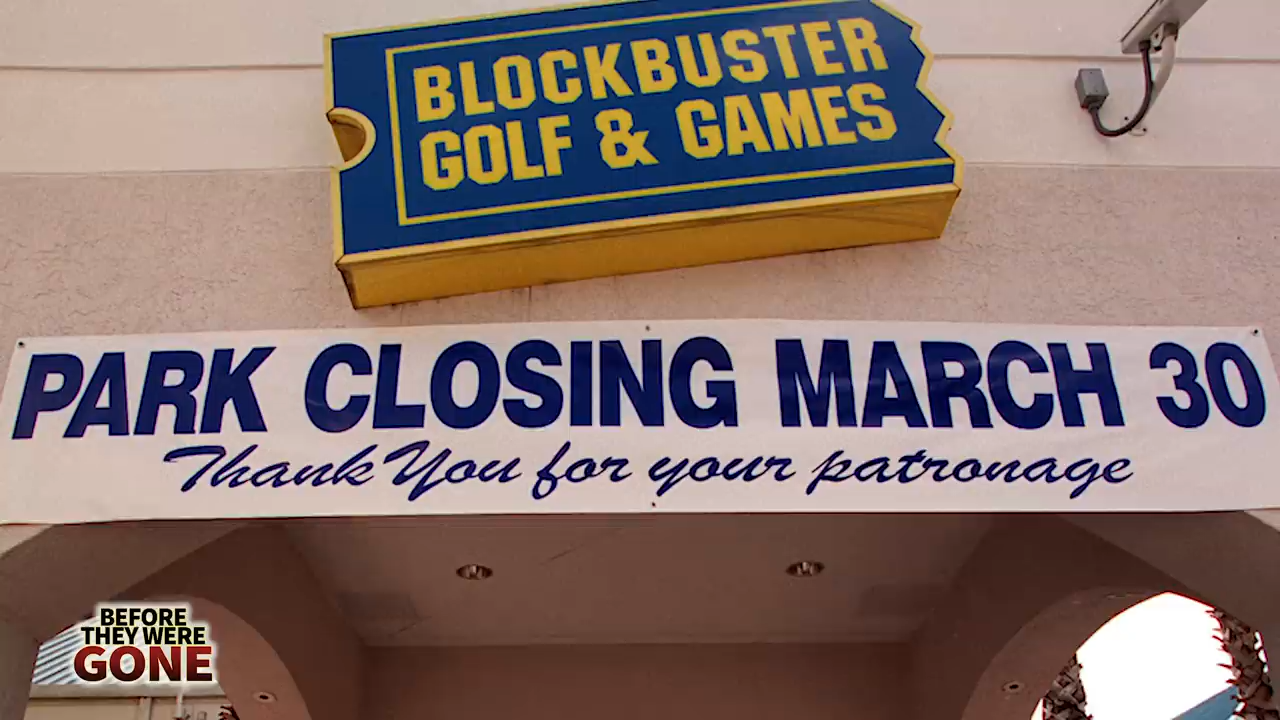 BLOCKBUSTER
GOLF & GAMES
PARK CLOSING MARCH 30
Thank You for your patronage
BEFORE
THEY WERE
GONE